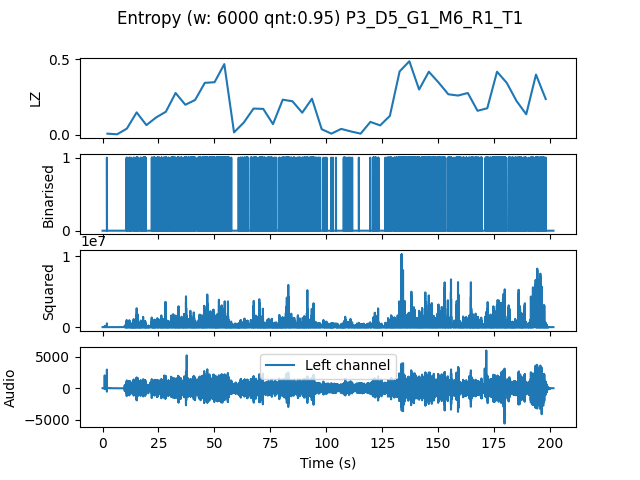 Entropy (w: 6000 qnt:0.95) P3_D5_G1_M6_R1_T1
0.5
LZ
0.0
1
Binarised
0
1e7
1
Squared
0
5000
Left channel
Audio
0
−5000
0 25 50 75 100 125 150 175 200
Time (s)